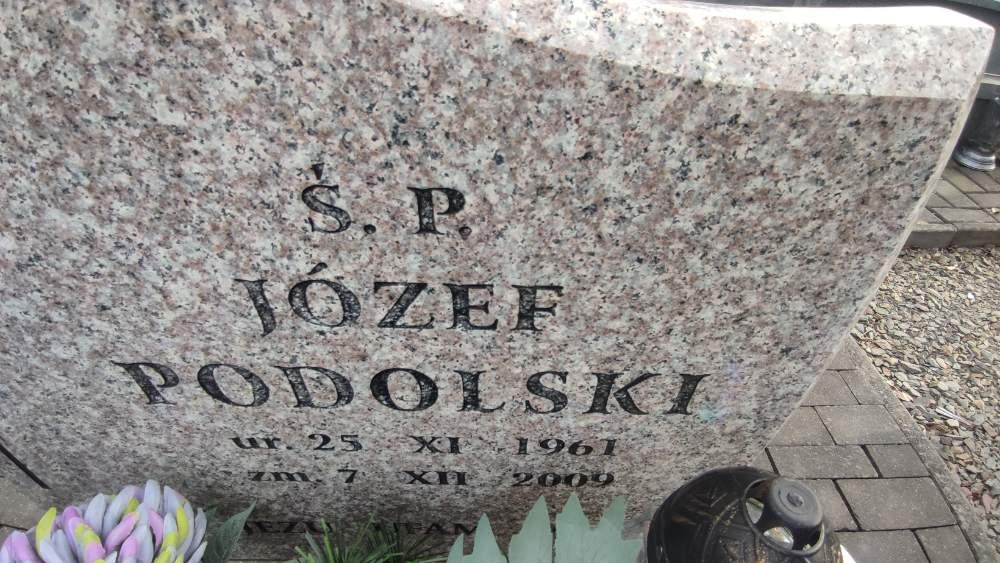 Ś. P.
JÓZEF
PODOLSKI
ur. 25 XI 1961
zm. 7 XII 2009